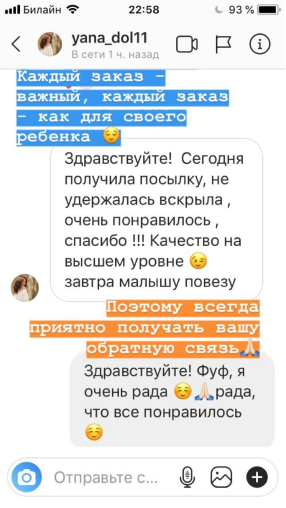 Билайн 22:58 93 %
yana_dol11
В сети 1 ч. назад
Каждый заказ -
важный, каждый заказ
- как для своего
ребенка 😌
Здравствуйте! Сегодня
получила посылку, не
удержалась вскрыла ,
очень понравилось ,
спасибо !!! Качество на
высшем уровне 😉
завтра малышу повезу
Поэтому всегда
приятно получать вашу
обратную связь🙏🏻
Здравствуйте! Фуф, я
очень рада ☺️🙏🏻рада,
что все понравилось
☺️
Отправьте с...